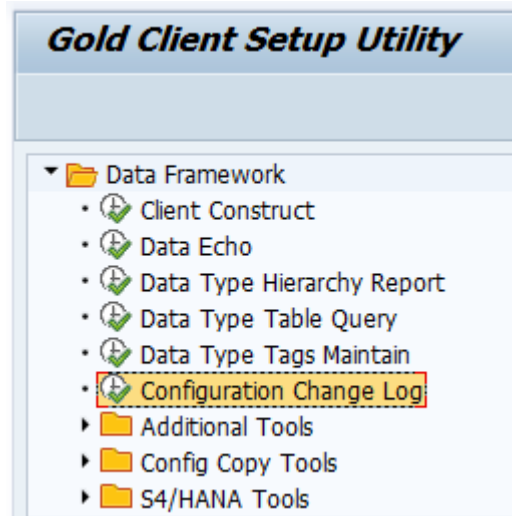 Gold Client Setup Utility
Data Framework
Client Construct
Data Echo
Data Type Hierarchy Report
Data Type Table Query
Data Type Tags Maintain
Configuration Change Log
Additional Tools
Config Copy Tools
S4/HANA Tools